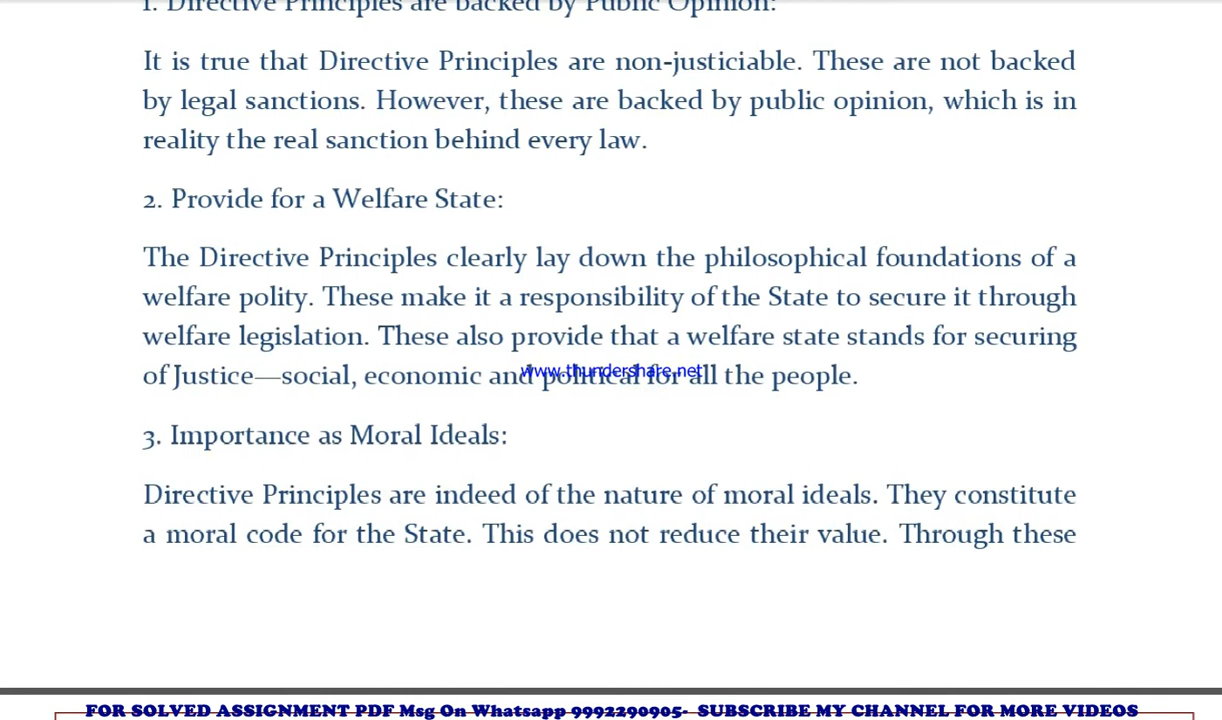 1. Directive Principles are backed by Public Opinion:
It is true that Directive Principles are non-justiciable. These are not backed
by legal sanctions. However, these are backed by public opinion, which is in
reality the real sanction behind every law.
2. Provide for a Welfare State:
The Directive Principles clearly lay down the philosophical foundations of a
welfare polity. These make it a responsibility of the State to secure it through
welfare legislation. These also provide that a welfare state stands for securing
of Justice—social, economic and political for all the people.
www.thundershare.net
3. Importance as Moral Ideals:
Directive Principles are indeed of the nature of moral ideals. They constitute
a moral code for the State. This does not reduce their value. Through these
FOR SOLVED ASSIGNMENT PDF Msg On Whatsapp 9992290905- SUBSCRIBE MY CHANNEL FOR MORE VIDEOS